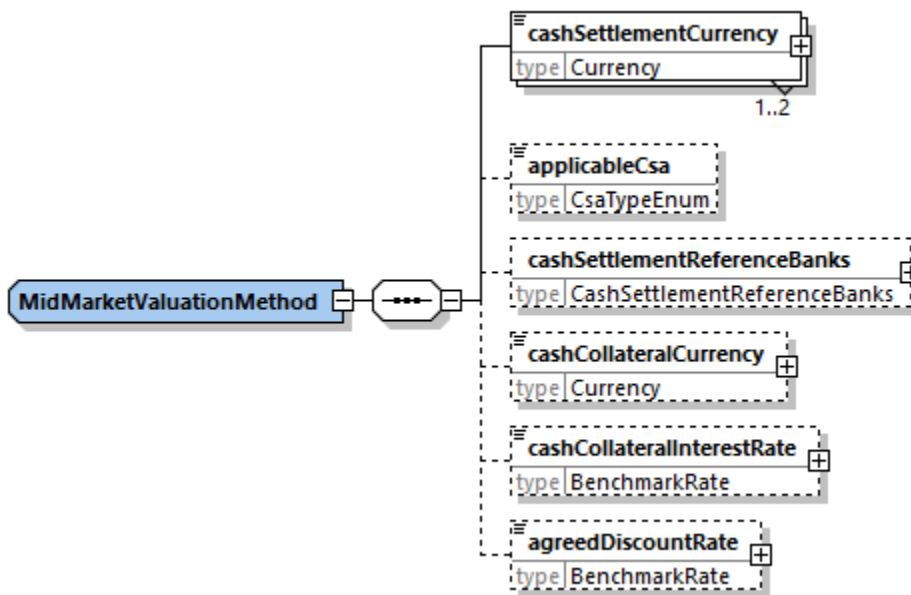 cashSettlementCurrency
type Currency
1..2
applicableCsa
type CsaTypeEnum
cashSettlementReferenceBanks
type CashSettlementReferenceBanks
MidMarketValuationMethod
cashCollateralCurrency
type Currency
cashCollateralInterestRate
type BenchmarkRate
agreedDiscountRate
type BenchmarkRate